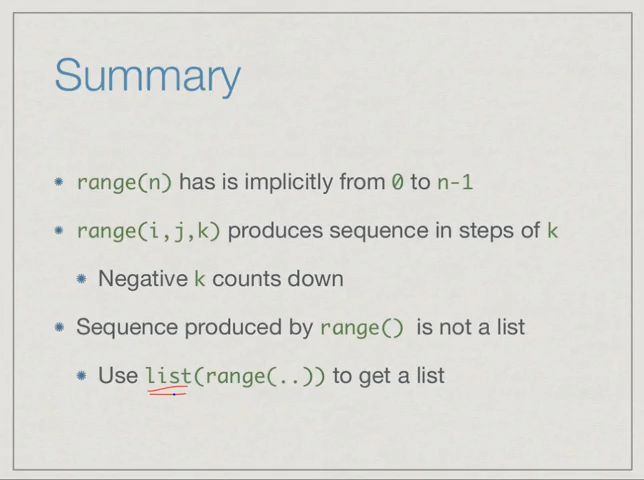 Summary
range(n) has is implicitly from 0 to n-1
range(i,j,k) produces sequence in steps of k
Negative k counts down
Sequence produced by range() is not a list
Use list(range(..)) to get a list